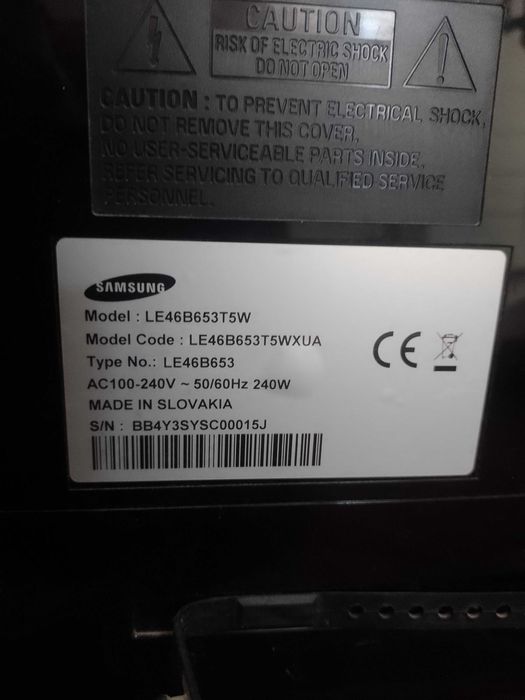 CAUTION
RISK OF ELECTRIC SHOCK
DO NOT OPEN
CAUTION : TO PREVENT ELECTRICAL SHOCK,
DO NOT REMOVE THIS COVER,
NO USER-SERVICEABLE PARTS INSIDE,
REFER SERVICING TO QUALIFIED SERVICE
PERSONNEL.
SAMSUNG
Model : LE46B653T5W
Model Code : LE46B653T5WXUA
Type No.: LE46B653
AC100-240V ~ 50/60Hz 240W
MADE IN SLOVAKIA
S/N : BB4Y3SYSC00015J
CE